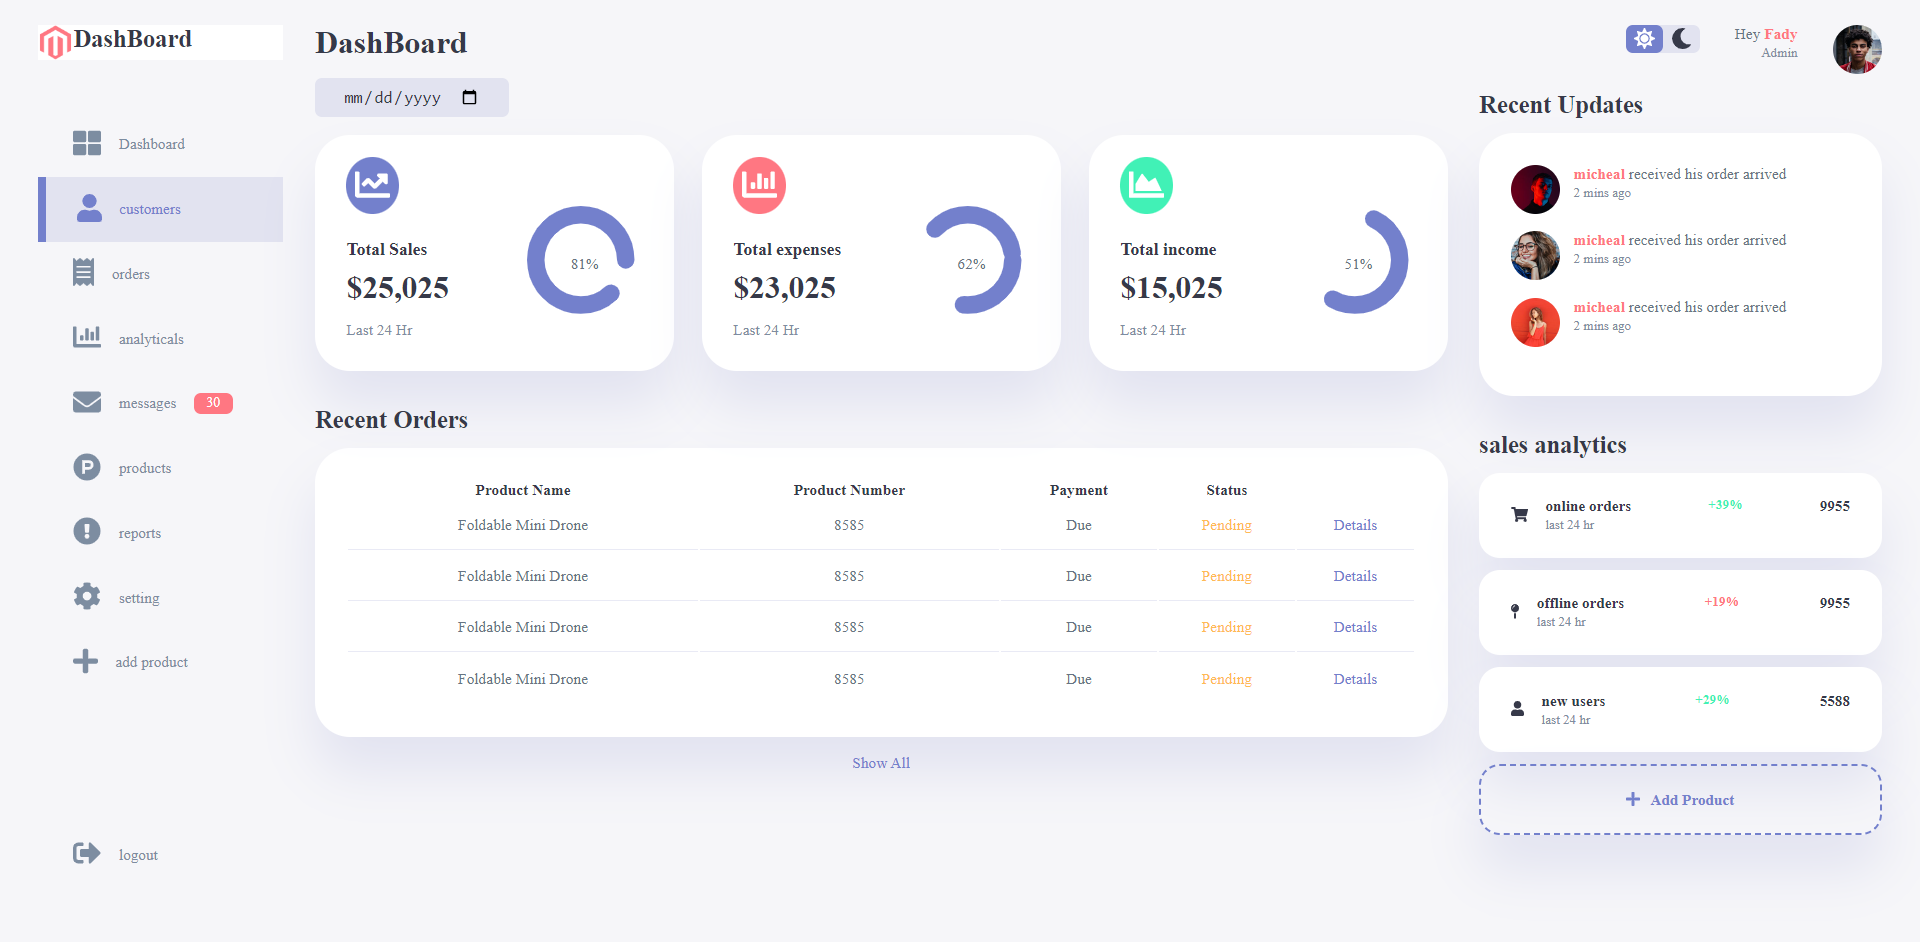 DashBoard
Dashboard
customers
orders
analyticals
messages 30
products
reports
setting
add product
logout
DashBoard
mm/dd/yyyy
Total Sales
$25,025
Last 24 Hr
81%
Total expenses
$23,025
Last 24 Hr
62%
Total income
$15,025
Last 24 Hr
51%
Recent Orders
Product Name Product Number Payment Status
Foldable Mini Drone 8585 Due Pending Details
Foldable Mini Drone 8585 Due Pending Details
Foldable Mini Drone 8585 Due Pending Details
Foldable Mini Drone 8585 Due Pending Details
Show All
Hey Fady
Admin
Recent Updates
micheal received his order arrived
2 mins ago
micheal received his order arrived
2 mins ago
micheal received his order arrived
2 mins ago
sales analytics
online orders +39% 9955
last 24 hr
offline orders +19% 9955
last 24 hr
new users +29% 5588
last 24 hr
Add Product